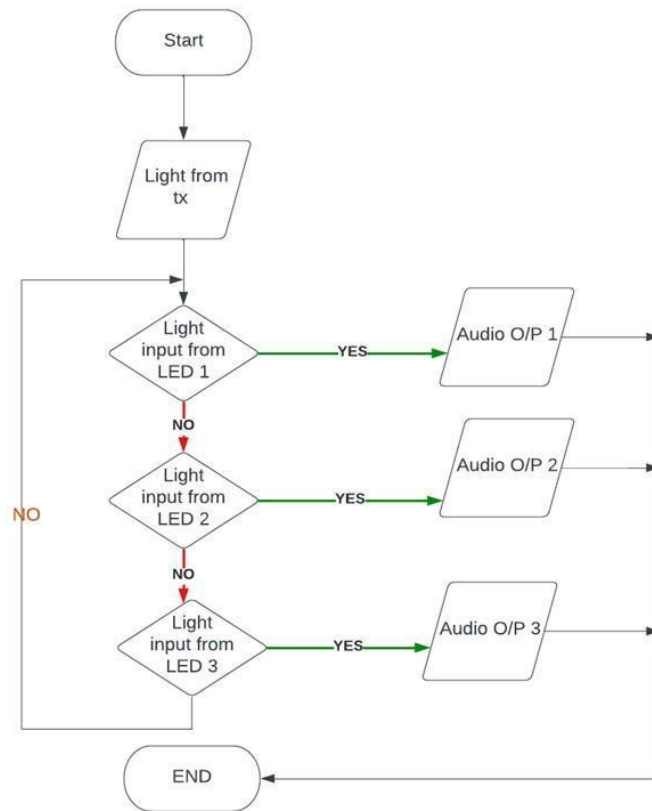 Start
Light from
tx
Light
input from
LED 1
YES
Audio O/P 1
NO
Light
input from
LED 2
YES
Audio O/P 2
NO
NO
Light
input from
LED 3
YES
Audio O/P 3
END